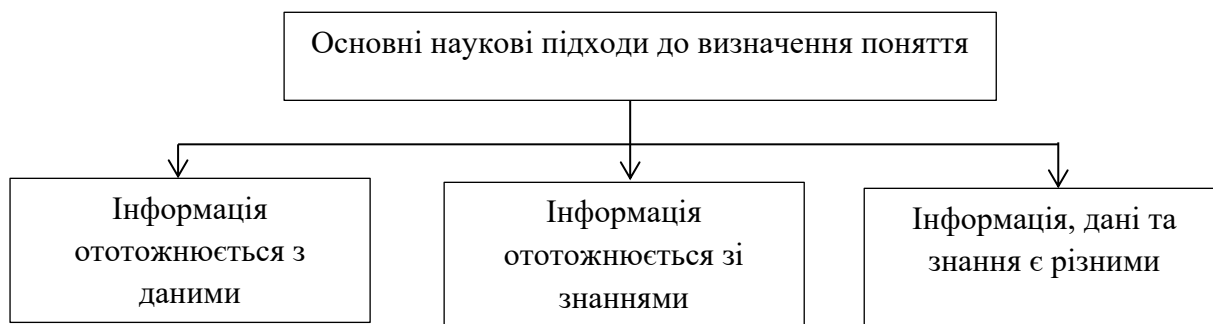 Основні наукові підходи до визначення поняття
Інформація
ототожнюється з
даними
Інформація
ототожнюється зі
знаннями
Інформація, дані та
знання є різними